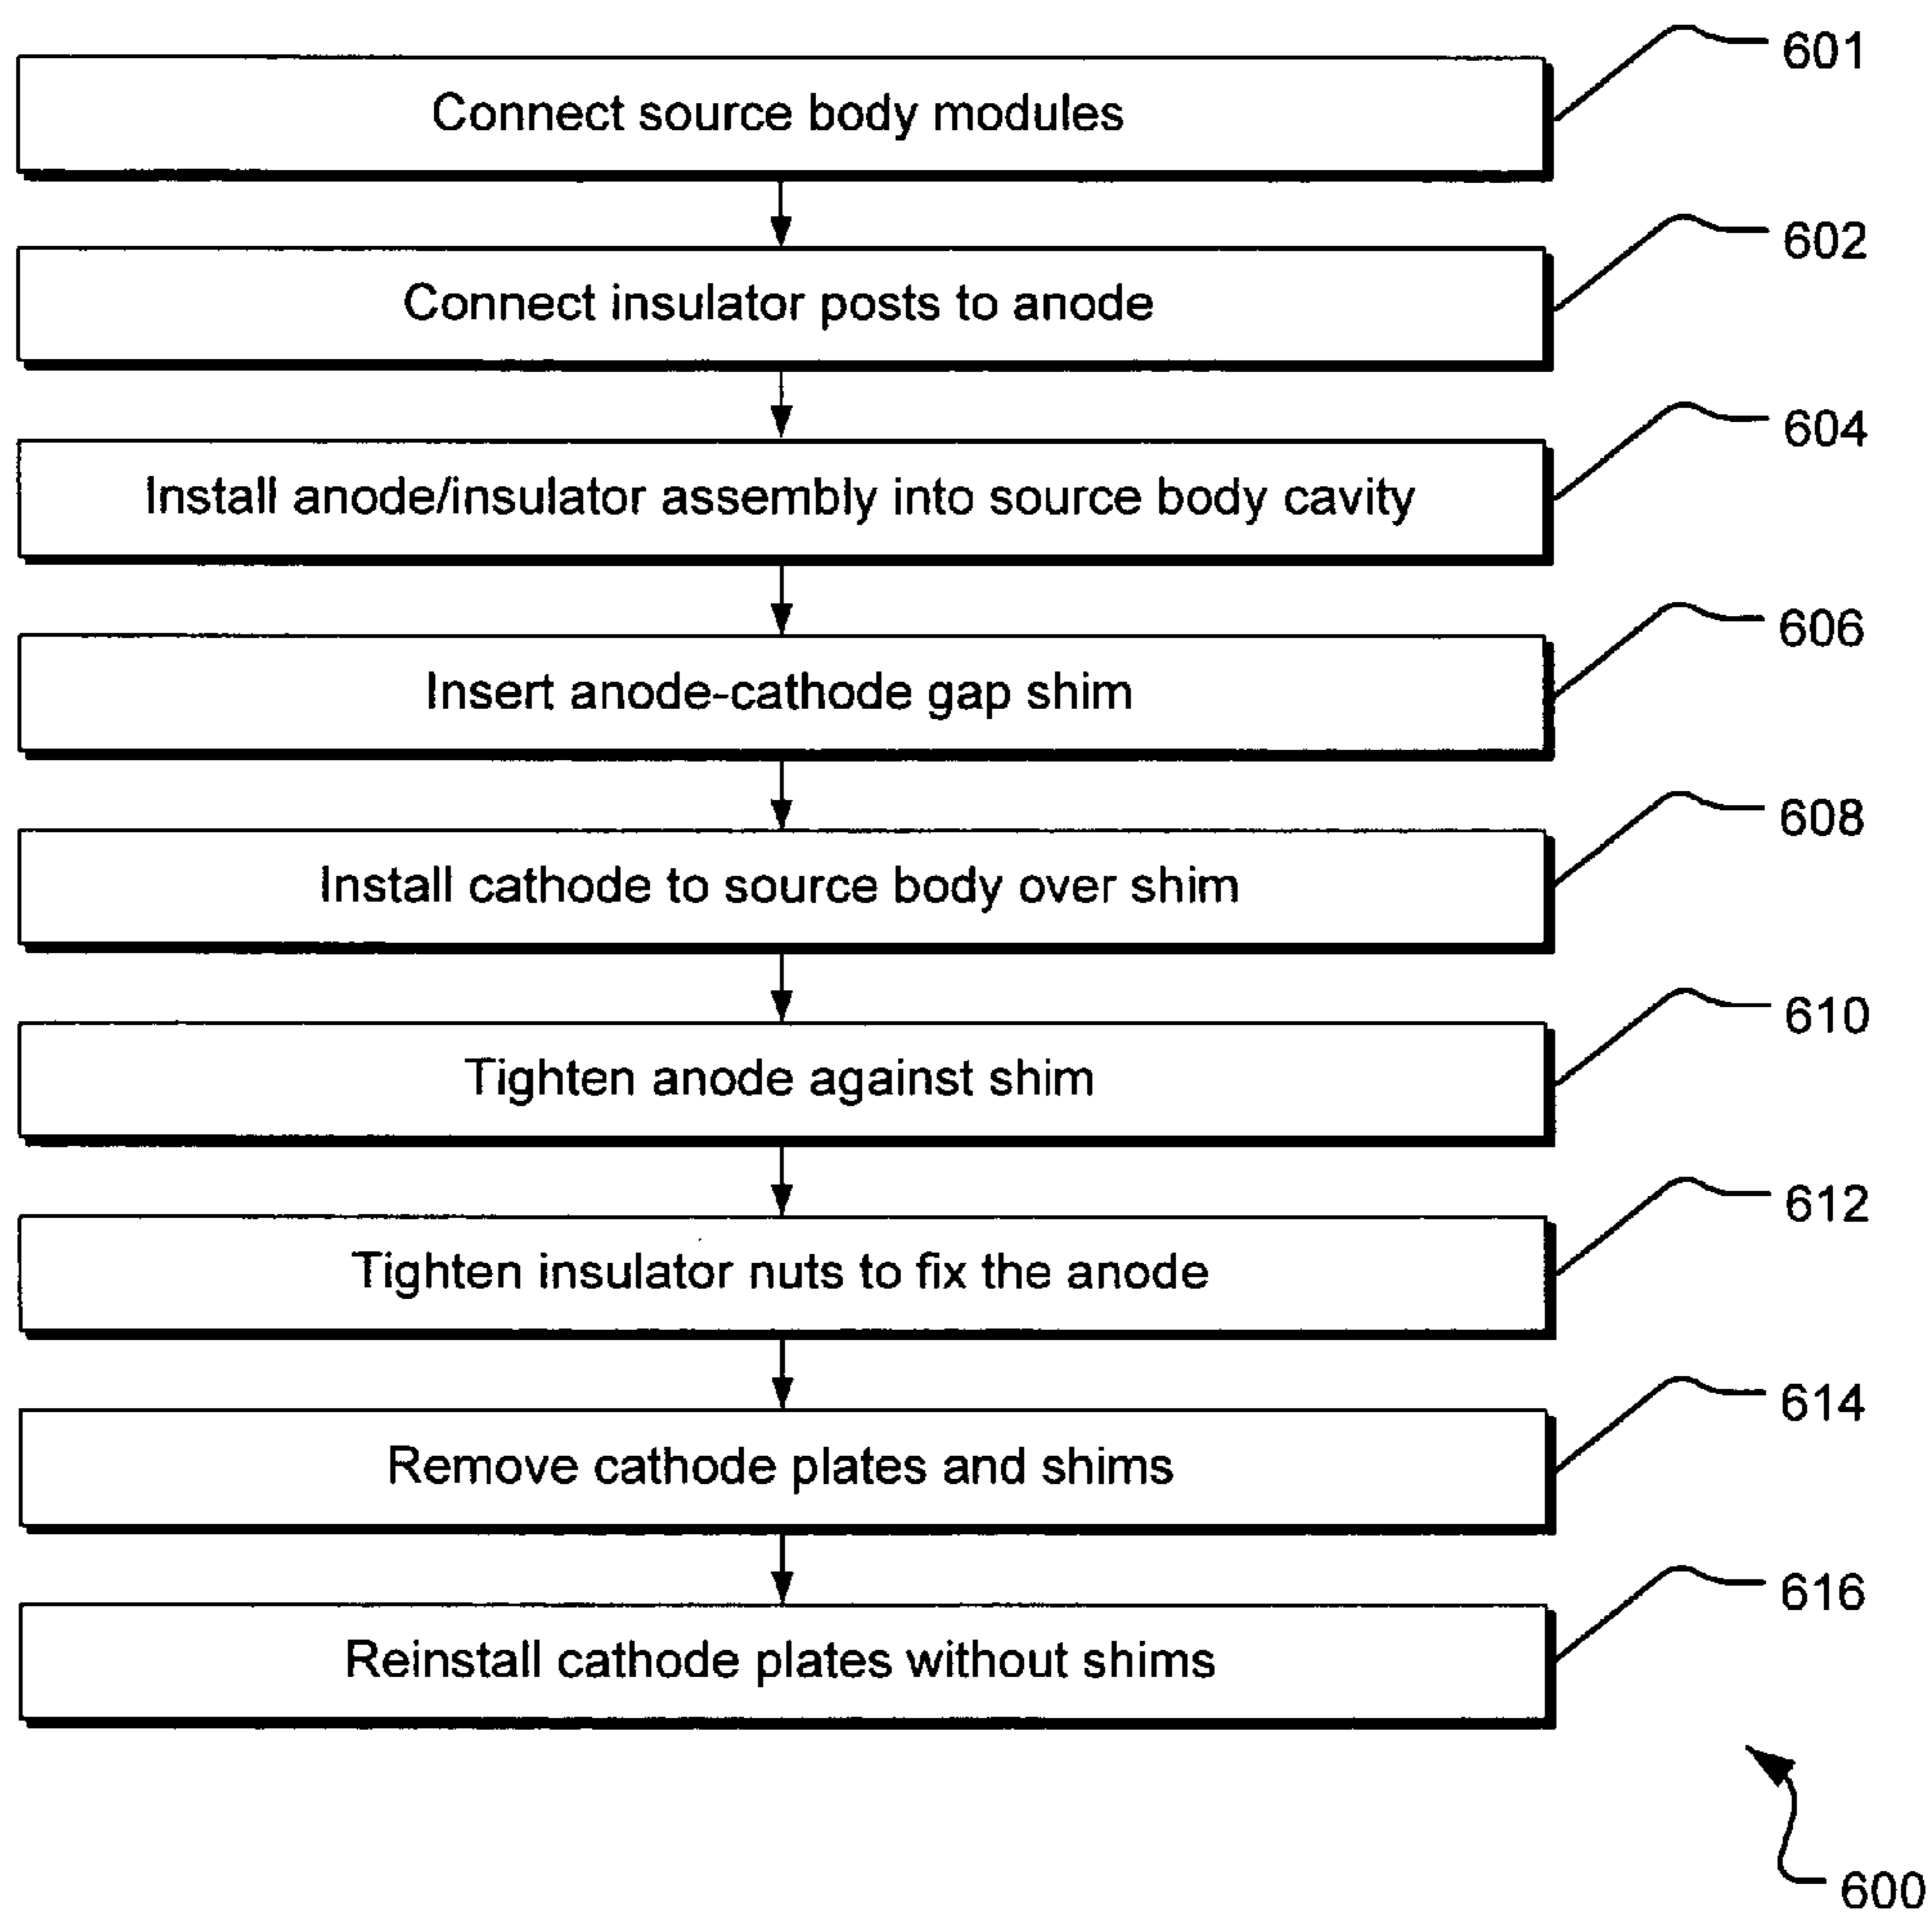 601
Connect source body modules
602
Connect insulator posts to anode
604
Install anode/insulator assembly into source body cavity
606
Insert anode-cathode gap shim
608
Install cathode to source body over shim
610
Tighten anode against shim
612
Tighten insulator nuts to fix the anode
614
Remove cathode plates and shims
616
Reinstall cathode plates without shims
600